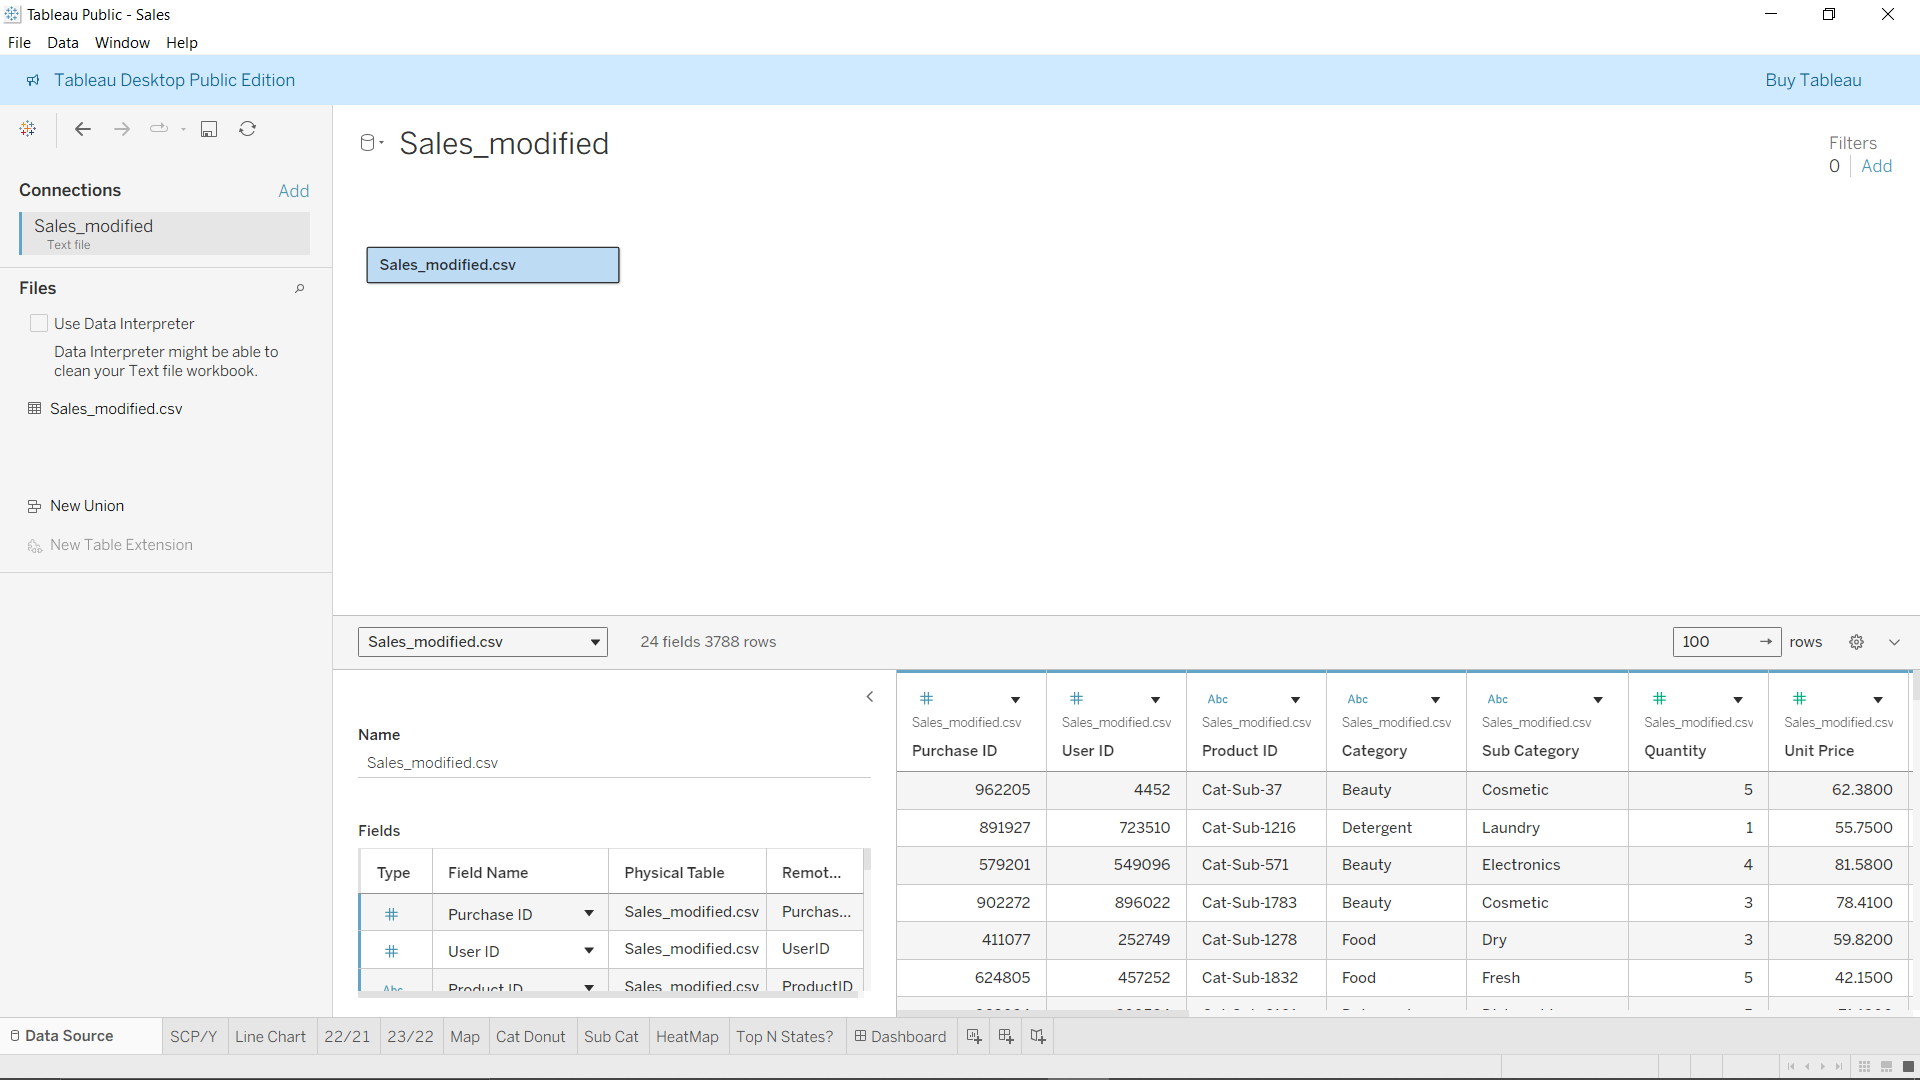 Tableau Public - Sales
File Data Window Help
Tableau Desktop Public Edition
Buy Tableau
Connections
Add
Sales_modified
Text file
Files
Use Data Interpreter
Data Interpreter might be able to
clean your Text file workbook.
Sales_modified.csv
New Union
New Table Extension
Sales_modified
Filters
0 Add
Sales_modified.csv
Sales_modified.csv 24 fields 3788 rows 100 rows
Name
Sales_modified.csv
Fields
Type Field Name Physical Table Remot...
Purchase ID Sales_modified.csv Purchas...
User ID Sales_modified.csv UserID
Abc Product ID Sales_modified.csv ProductID
Abc Abc Abc
Sales_modified.csv Sales_modified.csv Sales_modified.csv Sales_modified.csv Sales_modified.csv Sales_modified.csv Sales_modified.csv
Purchase ID User ID Product ID Category Sub Category Quantity Unit Price
962205 4452 Cat-Sub-37 Beauty Cosmetic 5 62.3800
891927 723510 Cat-Sub-1216 Detergent Laundry 1 55.7500
579201 549096 Cat-Sub-571 Beauty Electronics 4 81.5800
902272 896022 Cat-Sub-1783 Beauty Cosmetic 3 78.4100
411077 252749 Cat-Sub-1278 Food Dry 3 59.8200
624805 457252 Cat-Sub-1832 Food Fresh 5 42.1500
Data Source SCP/Y Line Chart 22/21 23/22 Map Cat Donut Sub Cat HeatMap Top N States? Dashboard